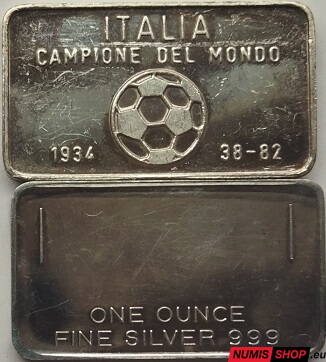 ITALIA
CAMPIONE DEL MONDO
1934 38-82
ONE OUNCE
FINE SILVER 999
NUMIS SHOP.eu